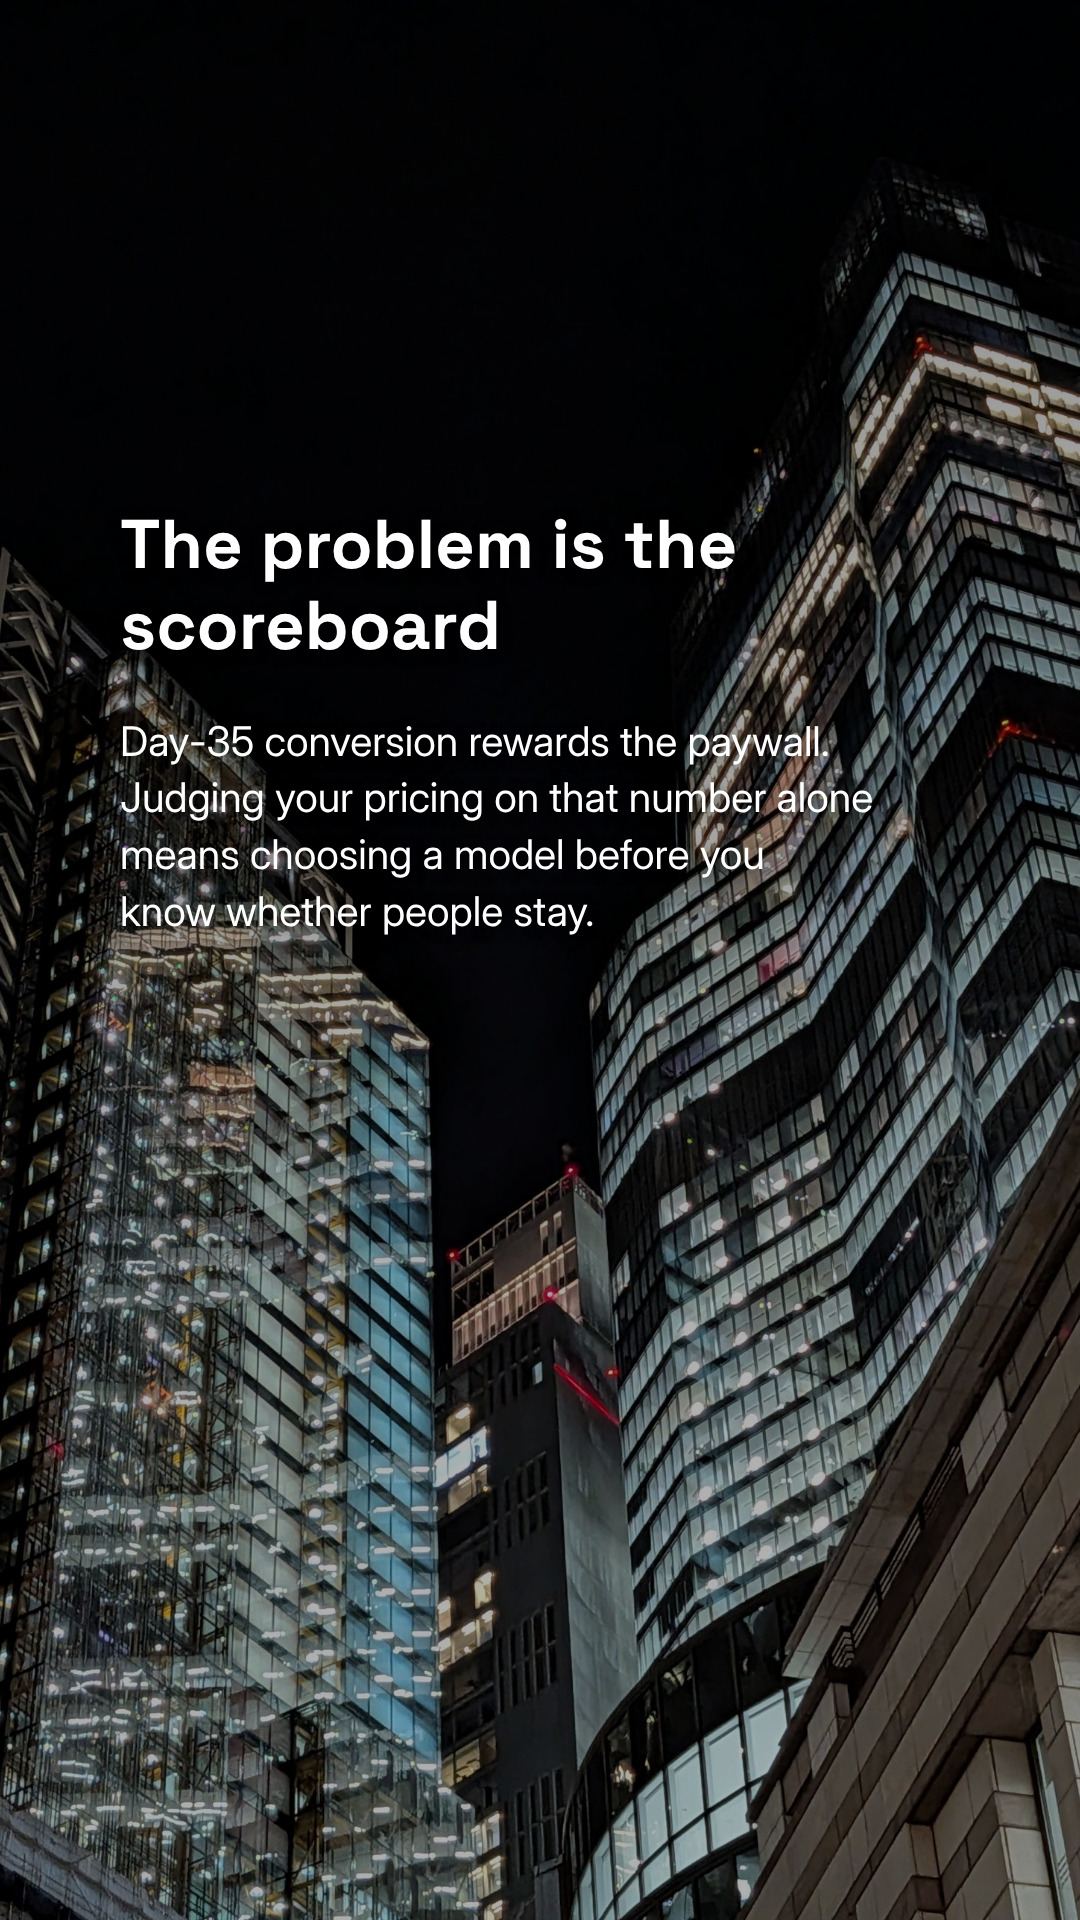 The problem is the
scoreboard
Day-35 conversion rewards the paywall.
Judging your pricing on that number alone
means choosing a model before you
know whether people stay.